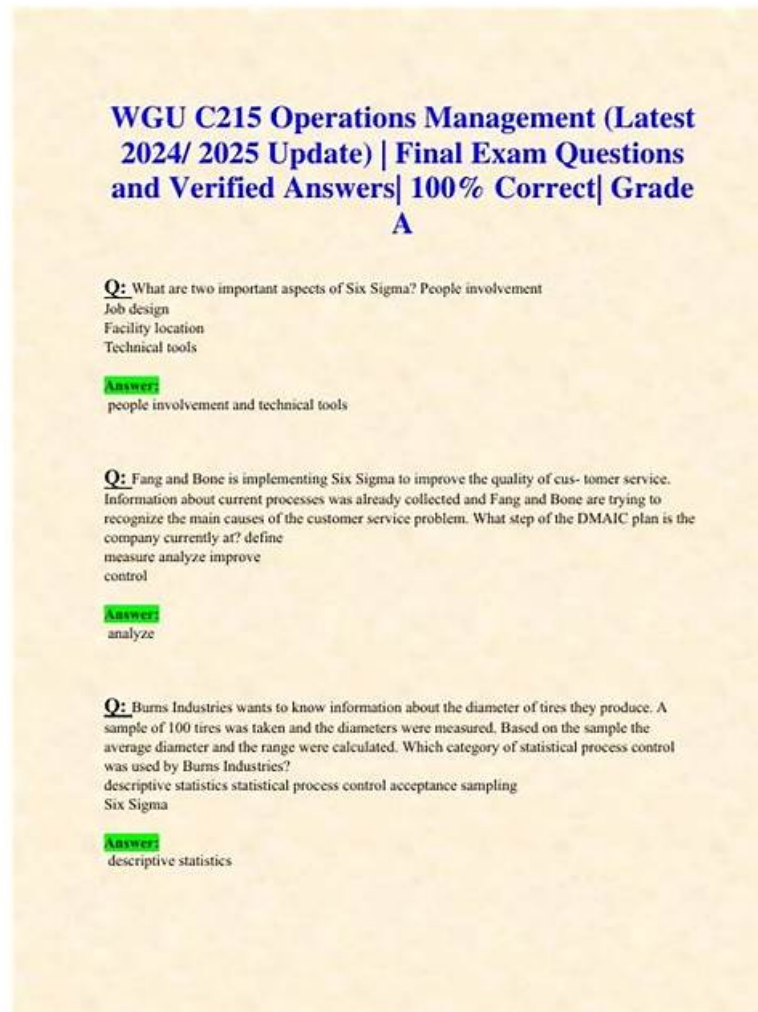 WGU C215 Operations Management (Latest
2024/ 2025 Update) | Final Exam Questions
and Verified Answers| 100% Correct| Grade
A
Q: What are two important aspects of Six Sigma? People involvement
Job design
Facility location
Technical tools
Answer:
people involvement and technical tools
Q: Fang and Bone is implementing Six Sigma to improve the quality of cus- tomer service.
Information about current processes was already collected and Fang and Bone are trying to
recognize the main causes of the customer service problem. What step of the DMAIC plan is the
company currently at? define
measure analyze improve
control
Answer:
analyze
Q: Burns Industries wants to know information about the diameter of tires they produce. A
sample of 100 tires was taken and the diameters were measured. Based on the sample the
average diameter and the range were calculated. Which category of statistical process control
was used by Burns Industries?
descriptive statistics statistical process control acceptance sampling
Six Sigma
Answer:
descriptive statistics